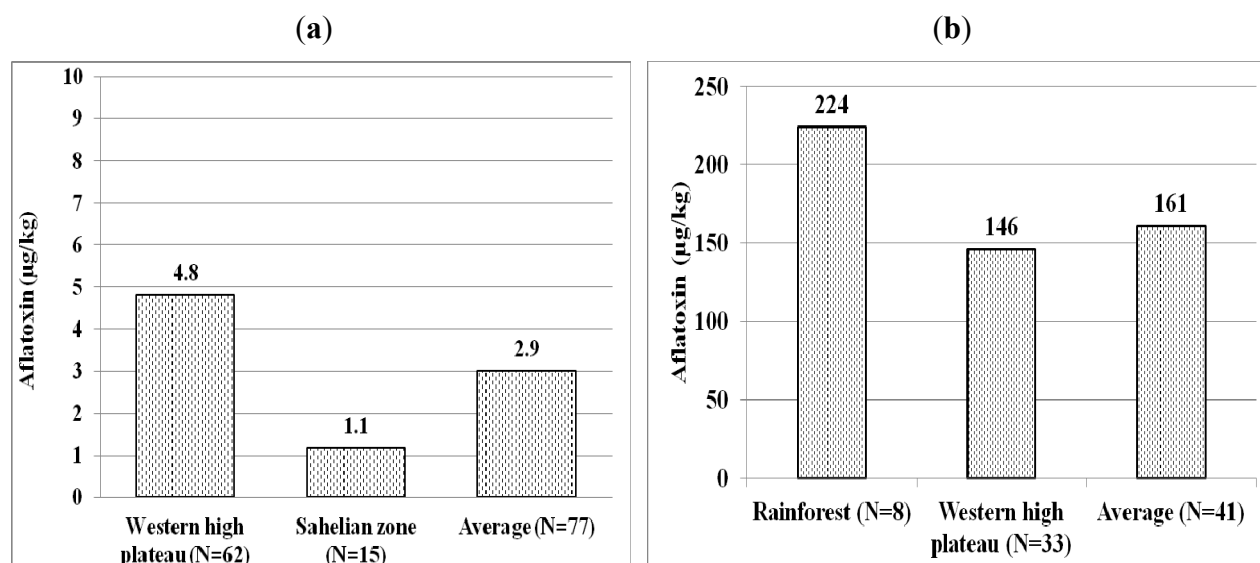 (a)
Aflatoxin (µg/kg)
10
9
8
7
6
5
4
3
2
1
0
4.8
1.1
2.9
Western high
plateau (N=62)
Sahelian zone
(N=15)
Average (N=77)
(b)
Aflatoxin (µg/kg)
250
200
150
100
50
0
224
146
161
Rainforest (N=8)
Western high
plateau (N=33)
Average (N=41)